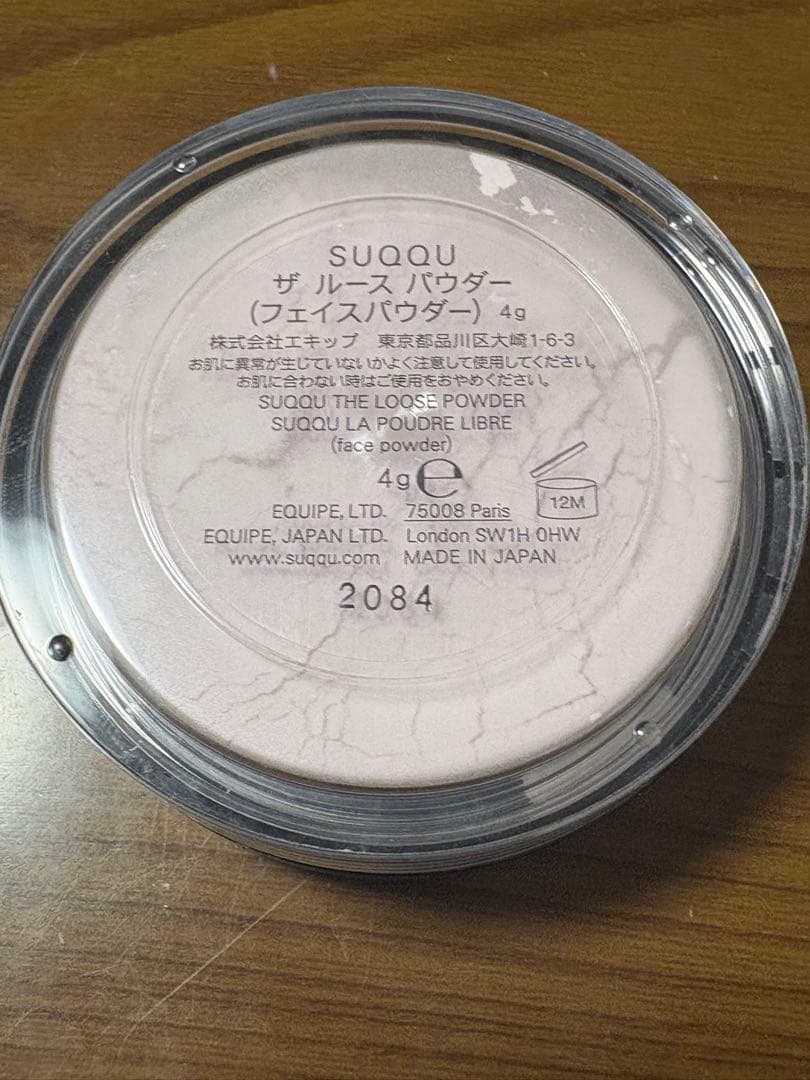 SUQQU
ザ ルース パウダー
(フェイスパウダー) 4g
株式会社エキップ 東京都品川区大崎1-6-3
お肌に異常が生じていないかよく注意して使用してください。
お肌に合わない時はご使用をおやめください。
SUQQU THE LOOSE POWDER
SUQQU LA POUDRE LIBRE
(face powder)
4g ℮
12M
EQUIPE, LTD. 75008 Paris
EQUIPE, JAPAN LTD. London SW1H 0HW
www.suqqu.com MADE IN JAPAN
2084